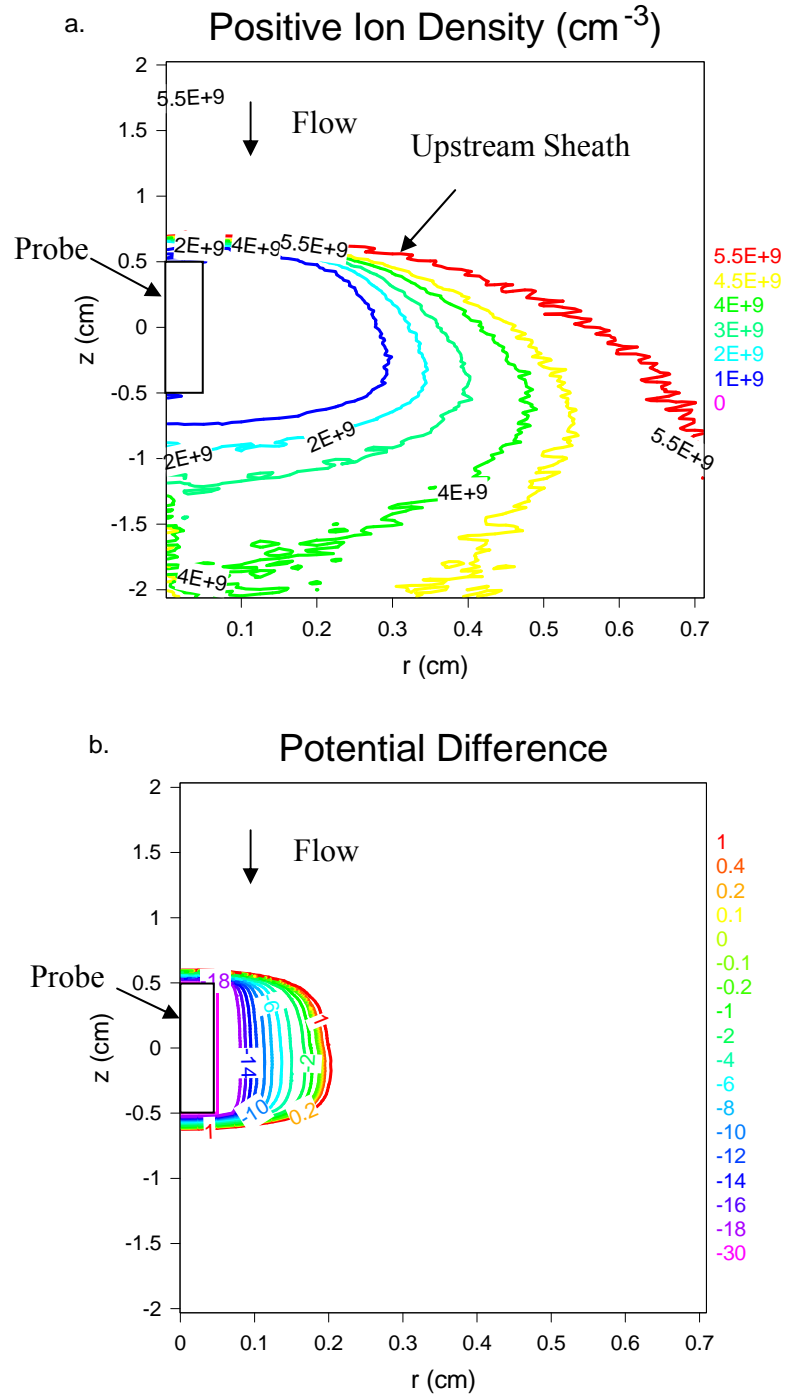 a.
Positive Ion Density (cm⁻³)
2
1.5
1
0.5
0
-0.5
-1
-1.5
-2
z (cm)
5.5E+9
Flow
Upstream Sheath
Probe
2E+9
4E+9
5.5E+9
2E+9
2E+9
4E+9
4E+9
5.5E+9
5.5E+9
4.5E+9
4E+9
3E+9
2E+9
1E+9
0
0.1
0.2
0.3
0.4
0.5
0.6
0.7
r (cm)
b.
Potential Difference
2
1.5
1
0.5
0
-0.5
-1
-1.5
-2
z (cm)
Flow
Probe
-18
-6
1
-14
-2
-10
0.2
1
1
0.4
0.2
0.1
0
-0.1
-0.2
-1
-2
-4
-6
-8
-10
-12
-14
-16
-18
-30
0
0.1
0.2
0.3
0.4
0.5
0.6
0.7
r (cm)